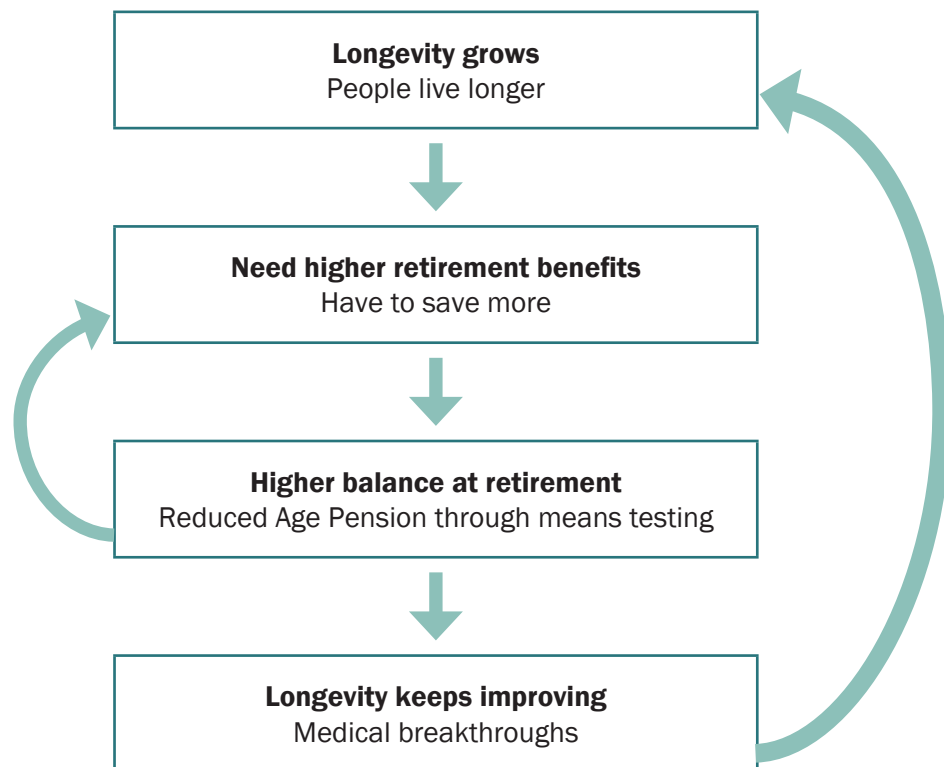 Longevity grows
People live longer
Need higher retirement benefits
Have to save more
Higher balance at retirement
Reduced Age Pension through means testing
Longevity keeps improving
Medical breakthroughs